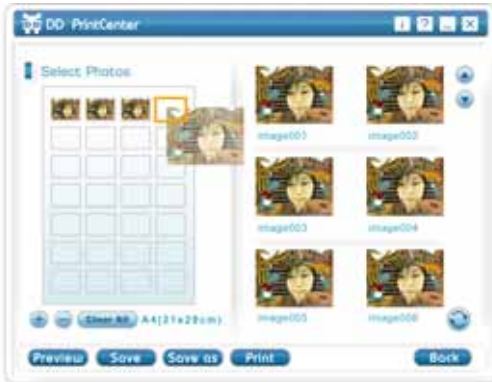 DD PrintCenter
Select Photos
image001 image002
image003 image004
image005 image006
Clear All A4(21x29cm)
Preview Save Save as Print Back